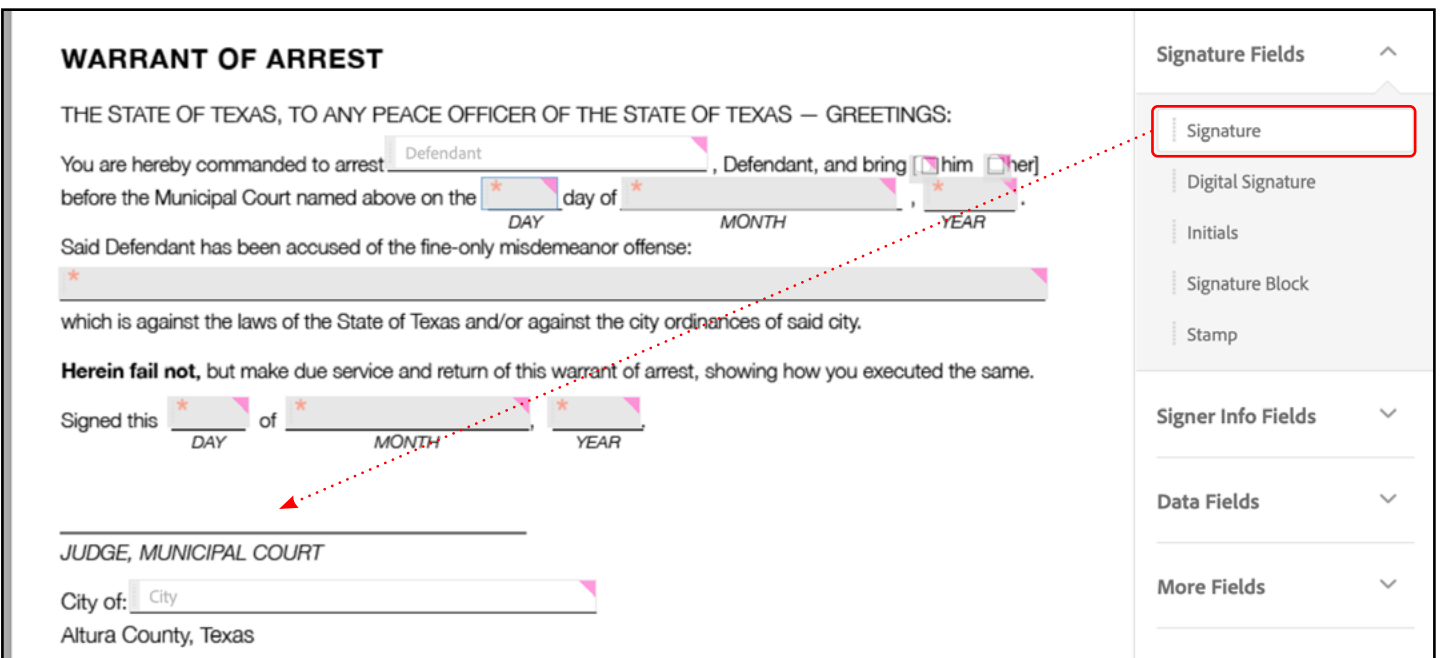 WARRANT OF ARREST
THE STATE OF TEXAS, TO ANY PEACE OFFICER OF THE STATE OF TEXAS — GREETINGS:
You are hereby commanded to arrest Defendant , Defendant, and bring [ him her]
before the Municipal Court named above on the * day of * , * .
DAY MONTH YEAR
Said Defendant has been accused of the fine-only misdemeanor offense:
*
which is against the laws of the State of Texas and/or against the city ordinances of said city.
Herein fail not, but make due service and return of this warrant of arrest, showing how you executed the same.
Signed this * of * , * .
DAY MONTH YEAR
JUDGE, MUNICIPAL COURT
City of: City
Altura County, Texas
Signature Fields
Signature
Digital Signature
Initials
Signature Block
Stamp
Signer Info Fields
Data Fields
More Fields